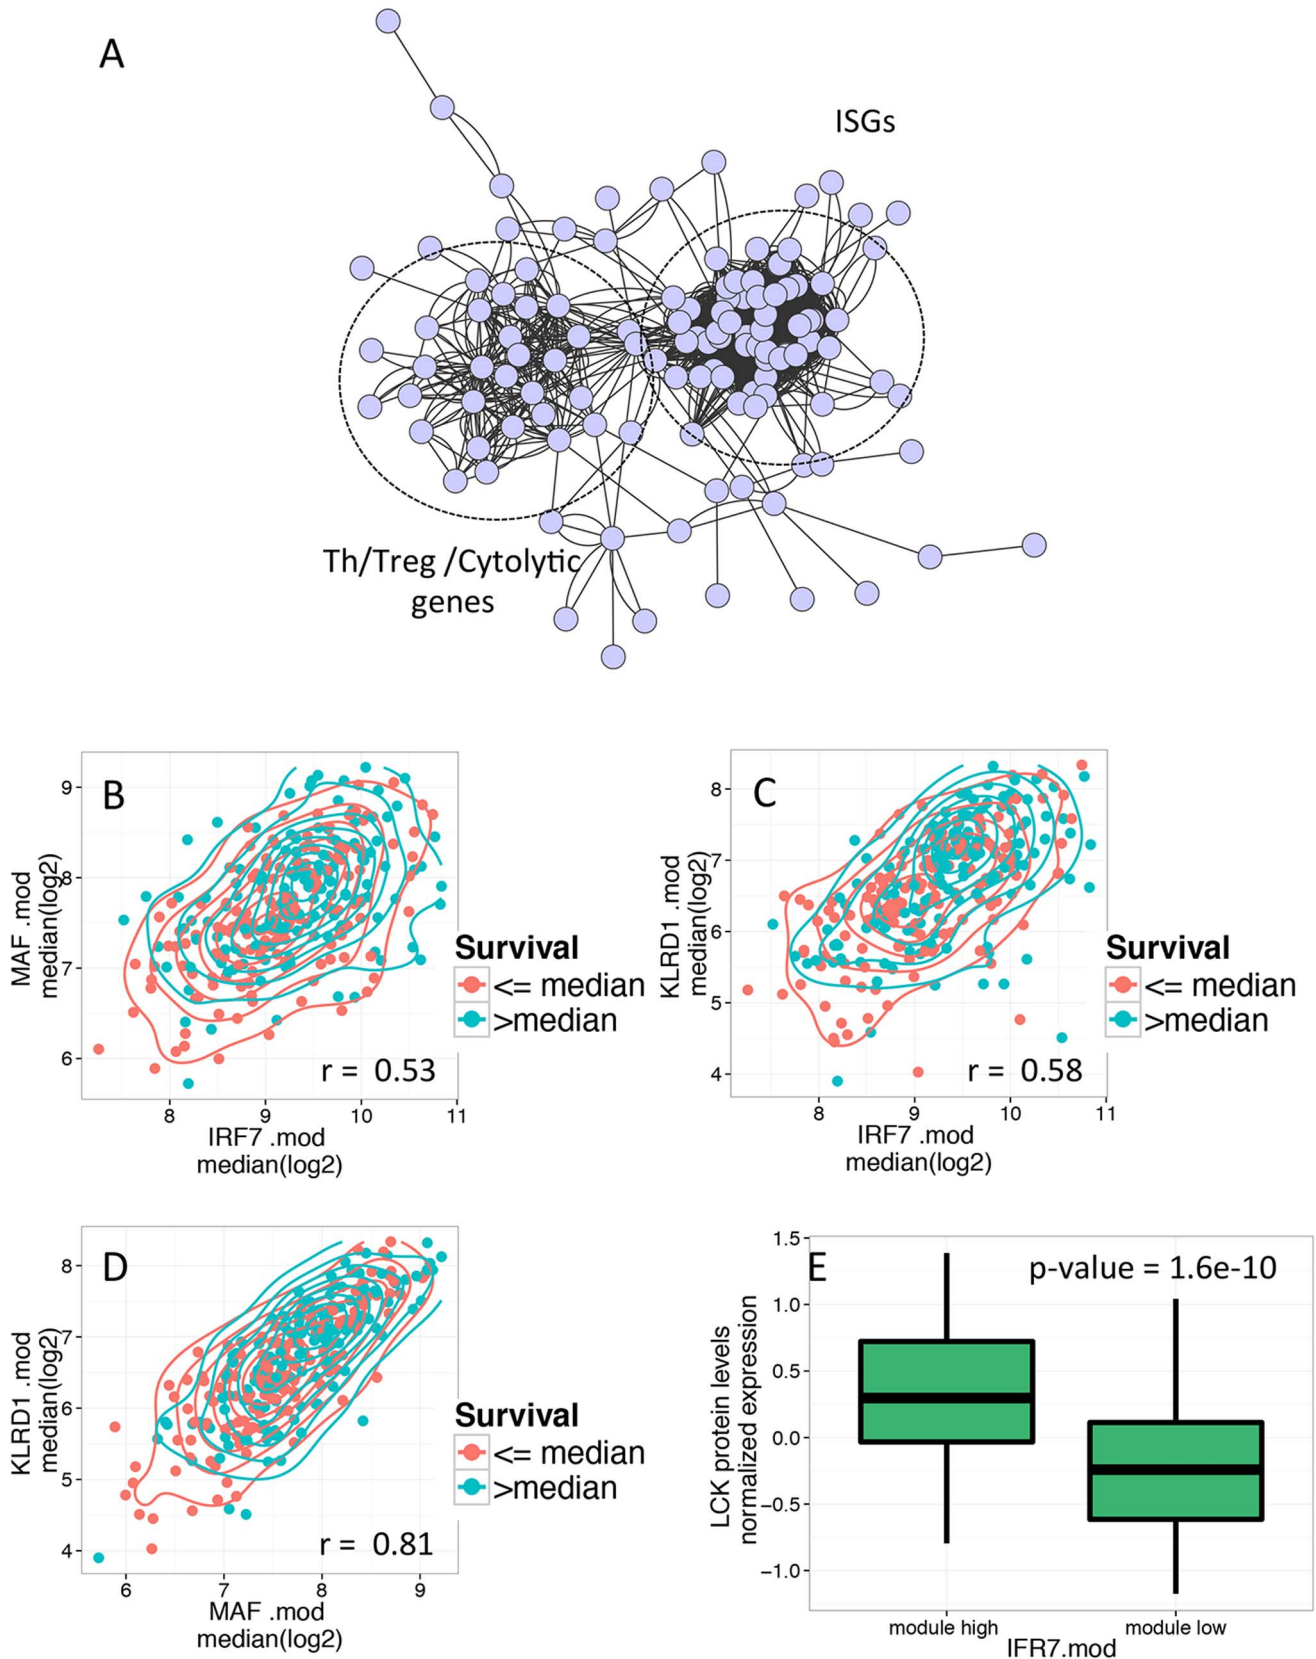 A
ISGs
Th/Treg /Cytolytic
genes
B
9
8
7
6
MAF .mod
median(log2)
r = 0.53
8
9
10
11
IRF7 .mod
median(log2)
Survival
<= median
>median
C
8
7
6
5
4
KLRD1 .mod
median(log2)
r = 0.58
8
9
10
11
IRF7 .mod
median(log2)
Survival
<= median
>median
D
8
7
6
5
4
KLRD1 .mod
median(log2)
r = 0.81
6
7
8
9
MAF .mod
median(log2)
Survival
<= median
>median
E
p-value = 1.6e-10
1.5
1.0
0.5
0.0
−0.5
−1.0
LCK protein levels
normalized expression
module high
module low
IFR7.mod